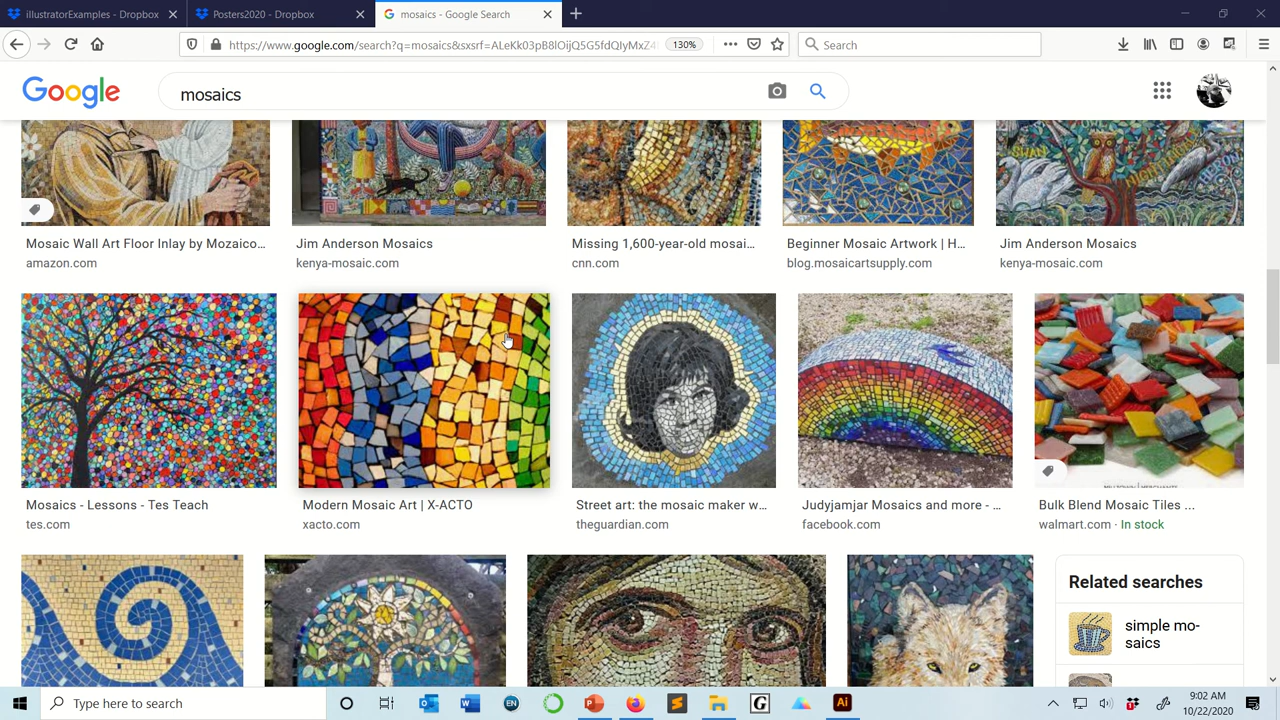 illustratorExamples - Dropbox
Posters2020 - Dropbox
mosaics - Google Search
https://www.google.com/search?q=mosaics&sxsrf=
130%
Search
Google
mosaics
SWAN
Mosaic Wall Art Floor Inlay by Mozaico...
amazon.com
Jim Anderson Mosaics
kenya-mosaic.com
Missing 1,600-year-old mosai...
cnn.com
Beginner Mosaic Artwork | H...
blog.mosaicartsupply.com
Jim Anderson Mosaics
kenya-mosaic.com
Mosaics - Lessons - Tes Teach
tes.com
Modern Mosaic Art | X-ACTO
xacto.com
Street art: the mosaic maker w...
theguardian.com
Judyjamjar Mosaics and more - ...
facebook.com
Bulk Blend Mosaic Tiles ...
walmart.com · In stock
Related searches
simple mo-
saics
Type here to search
EN
G
Ai
9:02 AM
10/22/2020